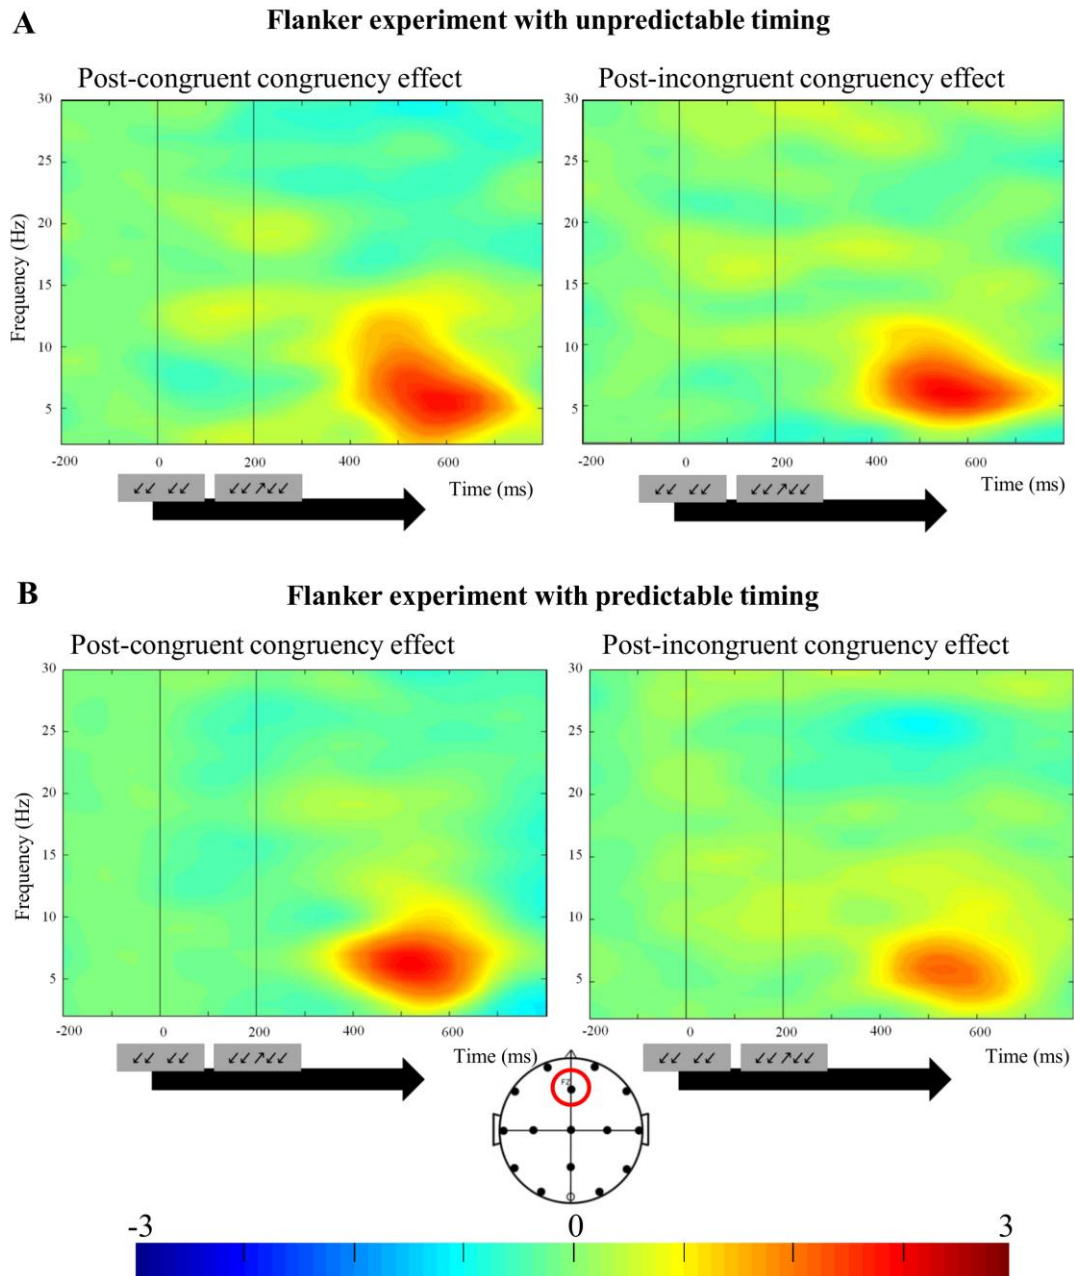 A
Flanker experiment with unpredictable timing
Post-congruent congruency effect
Post-incongruent congruency effect
Frequency (Hz)
30
25
20
15
10
5
-200 0 200 400 600
Time (ms)
↙↙ ↙↙
↙↙↗↙↙
30
25
20
15
10
5
-200 0 200 400 600
Time (ms)
↙↙ ↙↙
↙↙↗↙↙
B
Flanker experiment with predictable timing
Post-congruent congruency effect
Post-incongruent congruency effect
Frequency (Hz)
30
25
20
15
10
5
-200 0 200 400 600
Time (ms)
↙↙ ↙↙
↙↙↗↙↙
30
25
20
15
10
5
-200 0 200 400 600
↙↙ ↙↙
↙↙↗↙↙
FZ
-3 0 3